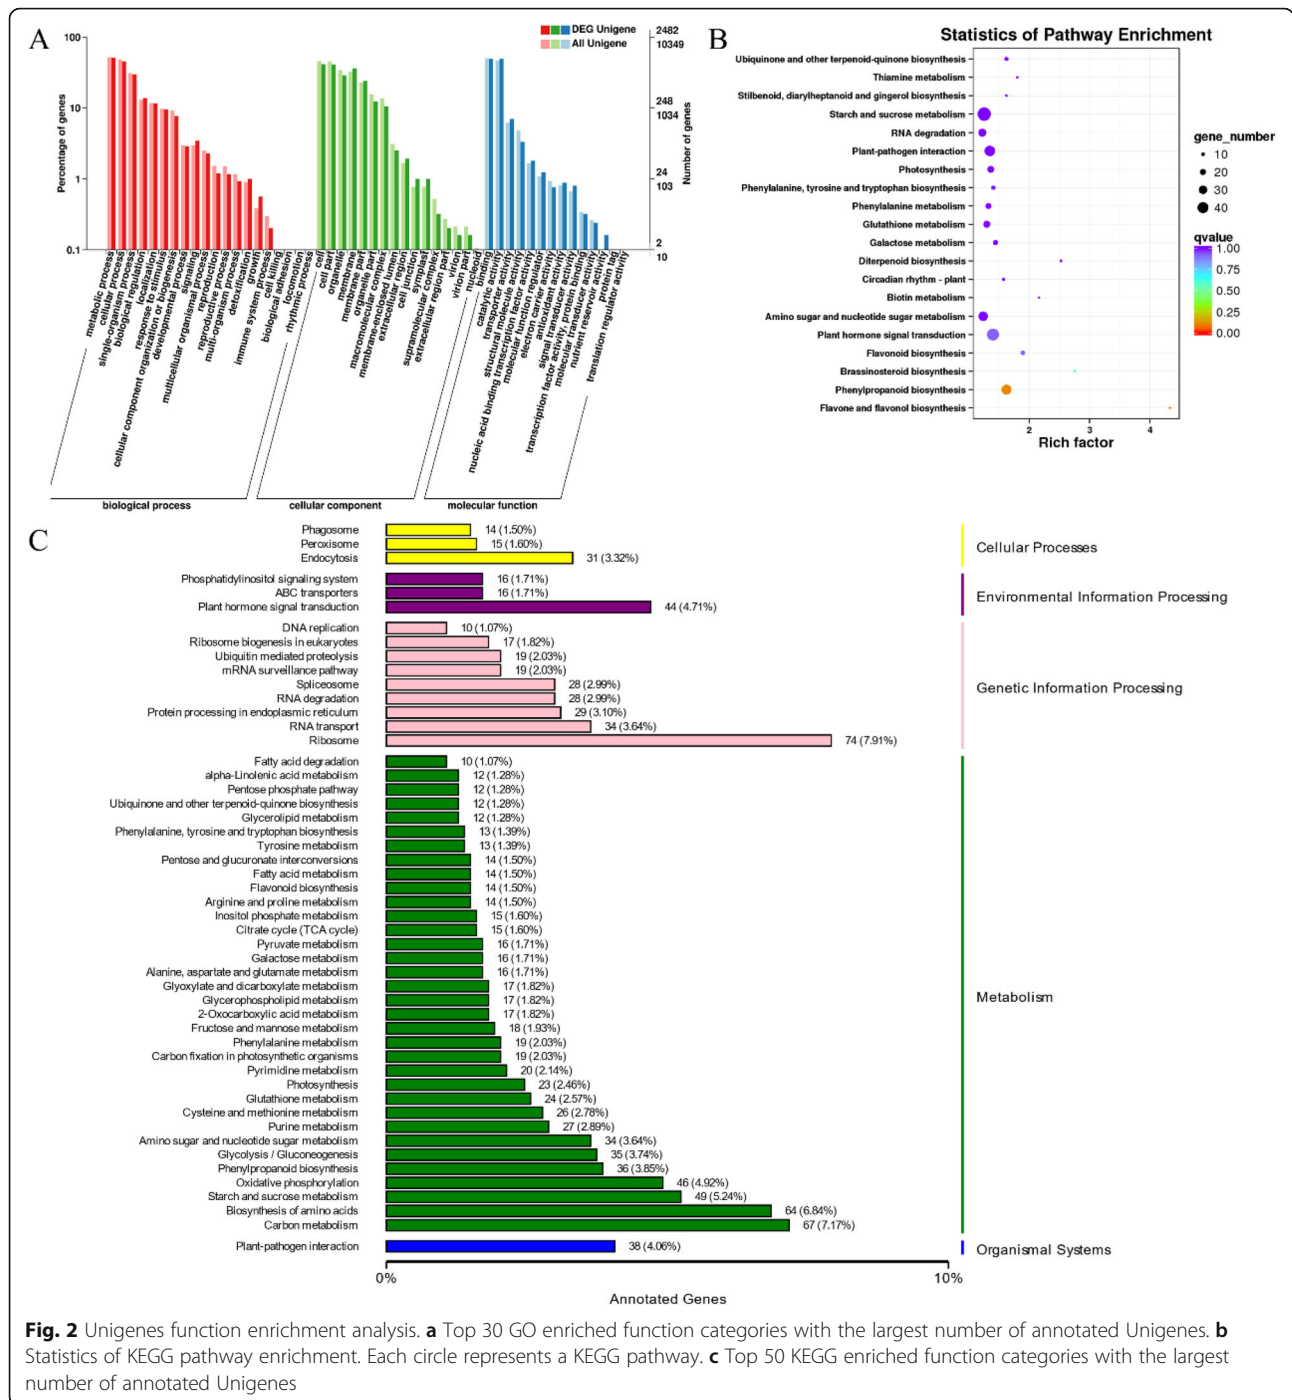 A
DEG Unigene
All Unigene
100
10
1
0.1
Percentage of genes
2482
10349
248
1034
24
103
2
10
Number of genes
metabolic process
cellular process
single-organism process
biological regulation
localization
response to stimulus
cellular component organization or biogenesis
developmental process
signaling
multicellular organismal process
reproduction
reproductive process
multi-organism process
detoxification
growth
immune system process
cell killing
biological adhesion
locomotion
rhythmic process
cell
cell part
organelle
membrane
membrane part
organelle part
macromolecular complex
membrane-enclosed lumen
extracellular region
cell junction
symplast
supramolecular complex
extracellular region part
virion
virion part
nucleoid
binding
catalytic activity
transporter activity
structural molecule activity
nucleic acid binding transcription factor activity
molecular function regulator
electron carrier activity
antioxidant activity
signal transducer activity
transcription factor activity, protein binding
molecular transducer activity
nutrient reservoir activity
protein tag
translation regulator activity
biological process
cellular component
molecular function
B
Statistics of Pathway Enrichment
Ubiquinone and other terpenoid-quinone biosynthesis
Thiamine metabolism
Stilbenoid, diarylheptanoid and gingerol biosynthesis
Starch and sucrose metabolism
RNA degradation
Plant-pathogen interaction
Photosynthesis
Phenylalanine, tyrosine and tryptophan biosynthesis
Phenylalanine metabolism
Glutathione metabolism
Galactose metabolism
Diterpenoid biosynthesis
Circadian rhythm - plant
Biotin metabolism
Amino sugar and nucleotide sugar metabolism
Plant hormone signal transduction
Flavonoid biosynthesis
Brassinosteroid biosynthesis
Phenylpropanoid biosynthesis
Flavone and flavonol biosynthesis
2 3 4
Rich factor
gene_number
10
20
30
40
qvalue
1.00
0.75
0.50
0.25
0.00
C
Phagosome 14 (1.50%)
Peroxisome 15 (1.60%)
Endocytosis 31 (3.32%)
Cellular Processes
Phosphatidylinositol signaling system 16 (1.71%)
ABC transporters 16 (1.71%)
Plant hormone signal transduction 44 (4.71%)
Environmental Information Processing
DNA replication 10 (1.07%)
Ribosome biogenesis in eukaryotes 17 (1.82%)
Ubiquitin mediated proteolysis 19 (2.03%)
mRNA surveillance pathway 19 (2.03%)
Spliceosome 28 (2.99%)
RNA degradation 28 (2.99%)
Protein processing in endoplasmic reticulum 29 (3.10%)
RNA transport 34 (3.64%)
Ribosome 74 (7.91%)
Genetic Information Processing
Fatty acid degradation 10 (1.07%)
alpha-Linolenic acid metabolism 12 (1.28%)
Pentose phosphate pathway 12 (1.28%)
Ubiquinone and other terpenoid-quinone biosynthesis 12 (1.28%)
Glycerolipid metabolism 12 (1.28%)
Phenylalanine, tyrosine and tryptophan biosynthesis 13 (1.39%)
Tyrosine metabolism 13 (1.39%)
Pentose and glucuronate interconversions 14 (1.50%)
Fatty acid metabolism 14 (1.50%)
Flavonoid biosynthesis 14 (1.50%)
Arginine and proline metabolism 14 (1.50%)
Inositol phosphate metabolism 15 (1.60%)
Citrate cycle (TCA cycle) 15 (1.60%)
Pyruvate metabolism 16 (1.71%)
Galactose metabolism 16 (1.71%)
Alanine, aspartate and glutamate metabolism 16 (1.71%)
Glyoxylate and dicarboxylate metabolism 17 (1.82%)
Glycerophospholipid metabolism 17 (1.82%)
2-Oxocarboxylic acid metabolism 17 (1.82%)
Fructose and mannose metabolism 18 (1.93%)
Phenylalanine metabolism 19 (2.03%)
Carbon fixation in photosynthetic organisms 19 (2.03%)
Pyrimidine metabolism 20 (2.14%)
Photosynthesis 23 (2.46%)
Glutathione metabolism 24 (2.57%)
Cysteine and methionine metabolism 26 (2.78%)
Purine metabolism 27 (2.89%)
Amino sugar and nucleotide sugar metabolism 34 (3.64%)
Glycolysis / Gluconeogenesis 35 (3.74%)
Phenylpropanoid biosynthesis 36 (3.85%)
Oxidative phosphorylation 46 (4.92%)
Starch and sucrose metabolism 49 (5.24%)
Biosynthesis of amino acids 64 (6.84%)
Carbon metabolism 67 (7.17%)
Metabolism
Plant-pathogen interaction 38 (4.06%)
Organismal Systems
0% 10%
Annotated Genes
Fig. 2 Unigenes function enrichment analysis. a Top 30 GO enriched function categories with the largest number of annotated Unigenes. b
Statistics of KEGG pathway enrichment. Each circle represents a KEGG pathway. c Top 50 KEGG enriched function categories with the largest
number of annotated Unigenes